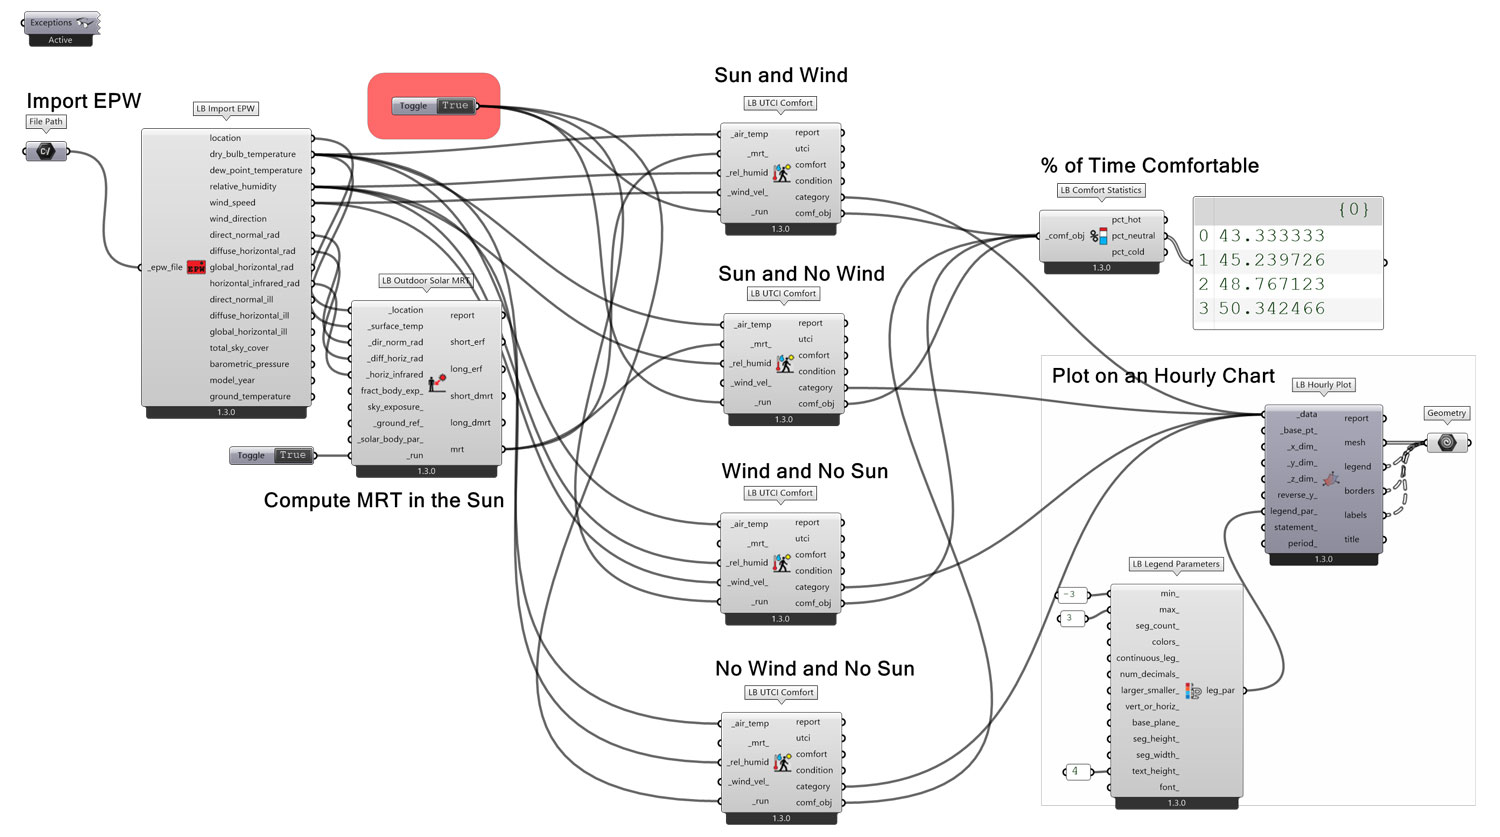 Exceptions
Active
Import EPW
File Path
LB Import EPW
_epw_file
location
dry_bulb_temperature
dew_point_temperature
relative_humidity
wind_speed
wind_direction
direct_normal_rad
diffuse_horizontal_rad
global_horizontal_rad
horizontal_infrared_rad
direct_normal_ill
diffuse_horizontal_ill
global_horizontal_ill
total_sky_cover
barometric_pressure
model_year
ground_temperature
1.3.0
Toggle True
Toggle True
LB Outdoor Solar MRT
_location
_surface_temp
_dir_norm_rad
_diff_horiz_rad
_horiz_infrared
fract_body_exp_
sky_exposure_
_ground_ref_
_solar_body_par_
_run
report
short_erf
long_erf
short_dmrt
long_dmrt
mrt
1.3.0
Compute MRT in the Sun
Sun and Wind
LB UTCI Comfort
_air_temp
_mrt_
_rel_humid
_wind_vel_
_run
report
utci
comfort
condition
category
comf_obj
1.3.0
Sun and No Wind
LB UTCI Comfort
_air_temp
_mrt_
_rel_humid
_wind_vel_
_run
report
utci
comfort
condition
category
comf_obj
1.3.0
Wind and No Sun
LB UTCI Comfort
_air_temp
_mrt_
_rel_humid
_wind_vel_
_run
report
utci
comfort
condition
category
comf_obj
1.3.0
No Wind and No Sun
LB UTCI Comfort
_air_temp
_mrt_
_rel_humid
_wind_vel_
_run
report
utci
comfort
condition
category
comf_obj
1.3.0
% of Time Comfortable
LB Comfort Statistics
_comf_obj
pct_hot
pct_neutral
pct_cold
1.3.0
{0}
0 43.333333
1 45.239726
2 48.767123
3 50.342466
Plot on an Hourly Chart
LB Hourly Plot
_data
_base_pt_
_x_dim_
_y_dim_
_z_dim_
reverse_y_
legend_par_
statement_
period_
report
mesh
legend
borders
labels
title
1.3.0
Geometry
LB Legend Parameters
-3
3
4
min_
max_
seg_count_
colors_
continuous_leg_
num_decimals_
larger_smaller_
vert_or_horiz_
base_plane_
seg_height_
seg_width_
text_height_
font_
leg_par
1.3.0